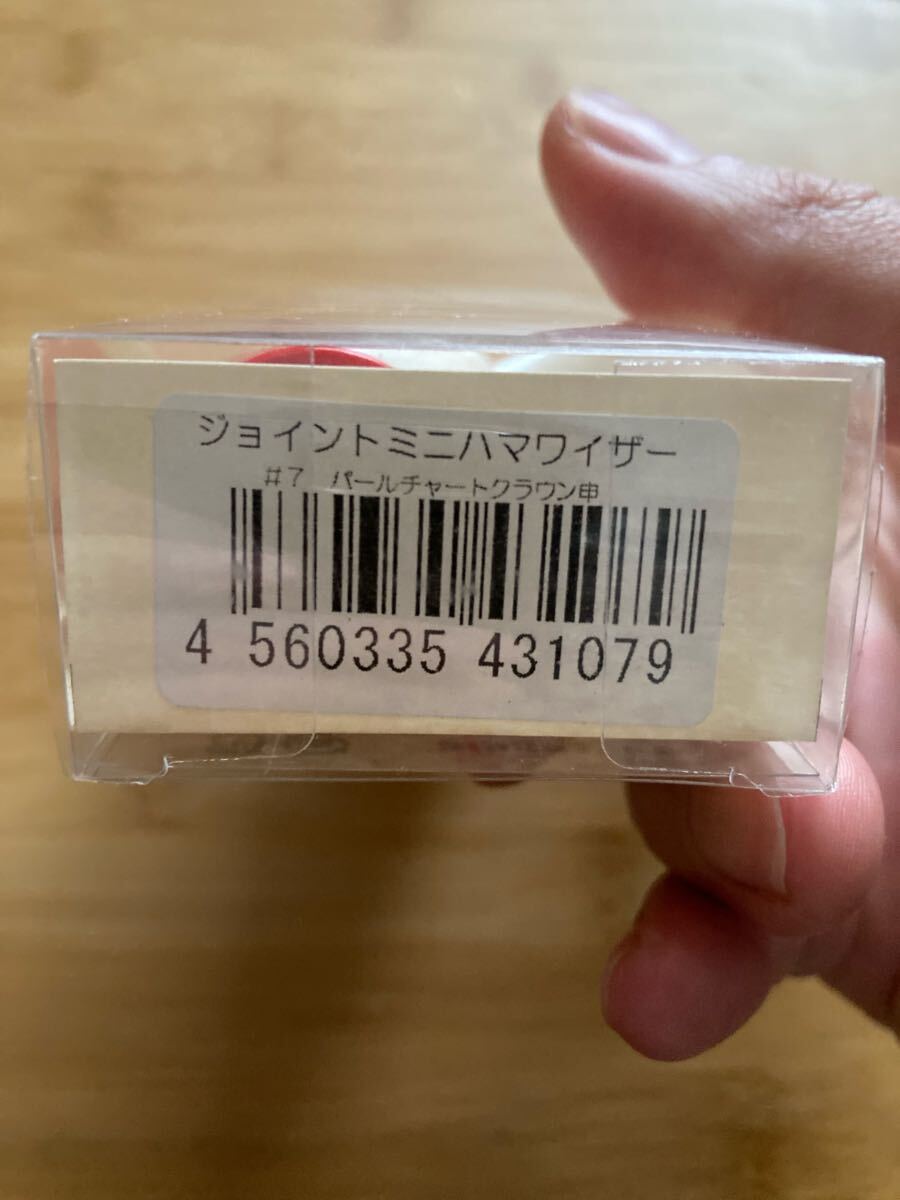 ジョイントミニハマワイザー
#7 パールチャートクラウン申
4 560335 431079